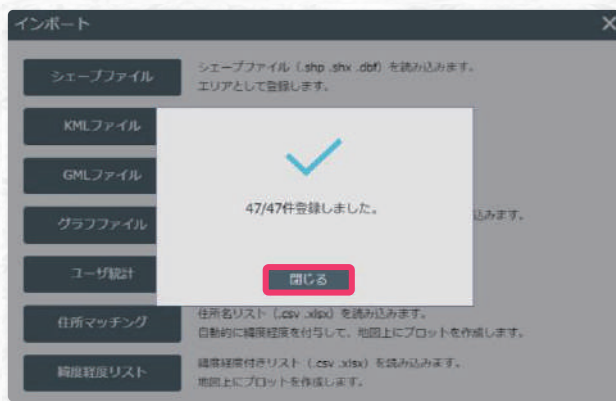 インポート
シェープファイル
シェープファイル (.shp .shx .dbf) を読み込みます。
エリアとして登録します。
KMLファイル
GMLファイル
47/47件登録しました。
グラフファイル
込みます。
ユーザ統計
閉じる
住所マッチング
住所名リスト (.csv .xlsx) を読み込みます。
自動的に緯度経度を付与して、地図上にプロットを作成します。
緯度経度リスト
緯度経度付きリスト (.csv .xlsx) を読み込みます。
地図上にプロットを作成します。